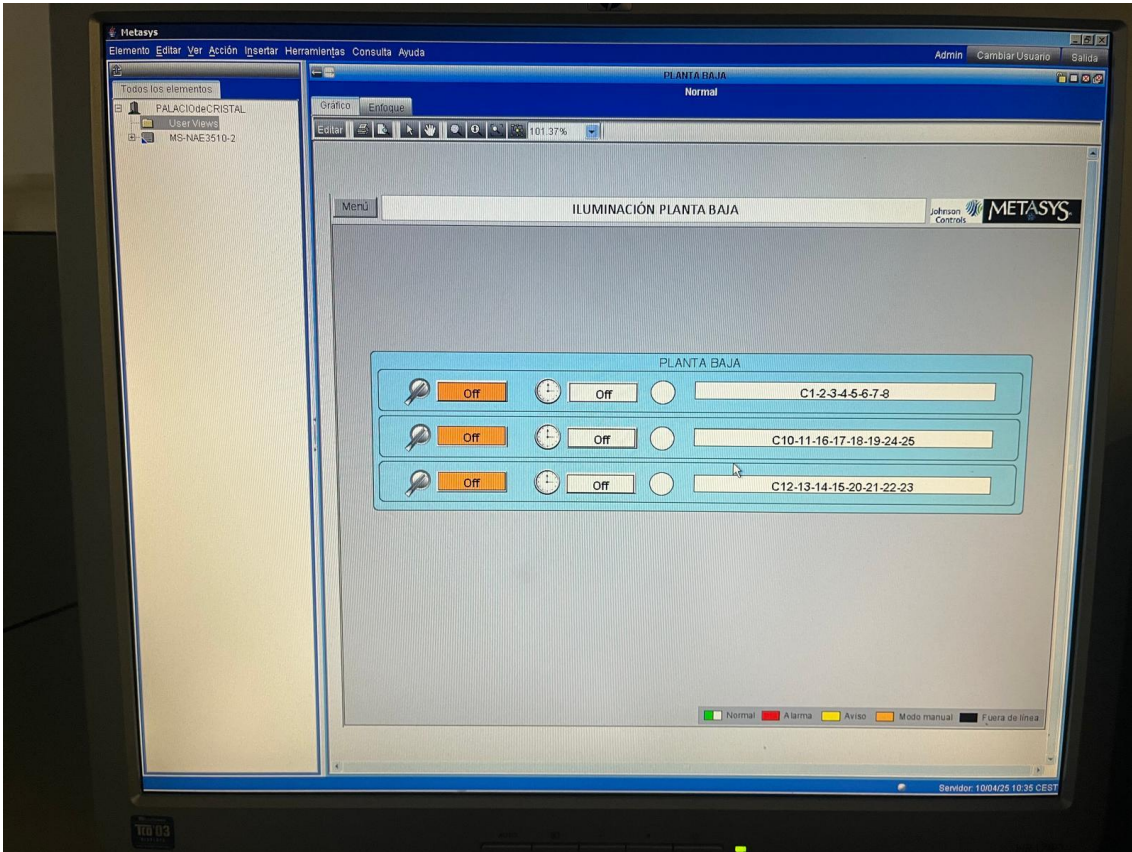 Metasys
Elemento Editar Ver Acción Insertar Herramientas Consulta Ayuda
Admin Cambiar Usuario Salida
Todos los elementos
PALACIOdeCRISTAL
User Views
MS-NAE3510-2
PLANTA BAJA
Normal
Gráfico Enfoque
Editar 101.37%
Menú ILUMINACIÓN PLANTA BAJA Johnson Controls METASYS
PLANTA BAJA
Off Off C1-2-3-4-5-6-7-8
Off Off C10-11-16-17-18-19-24-25
Off Off C12-13-14-15-20-21-22-23
Normal Alarma Aviso Modo manual Fuera de línea
Servidor: 10/04/25 10:35 CEST
TCO 03